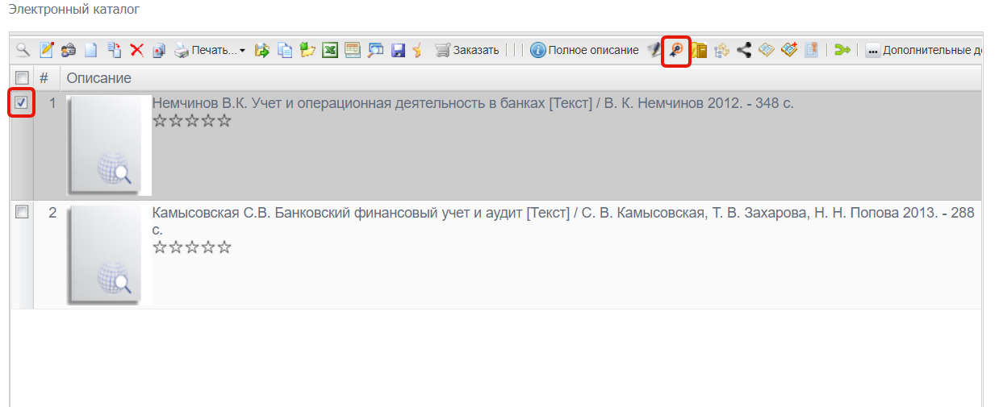 Электронный каталог
Печать... Заказать Полное описание ... Дополнительные д
# Описание
1 Немчинов В.К. Учет и операционная деятельность в банках [Текст] / В. К. Немчинов 2012. - 348 с.
2 Камысовская С.В. Банковский финансовый учет и аудит [Текст] / С. В. Камысовская, Т. В. Захарова, Н. Н. Попова 2013. - 288
с.